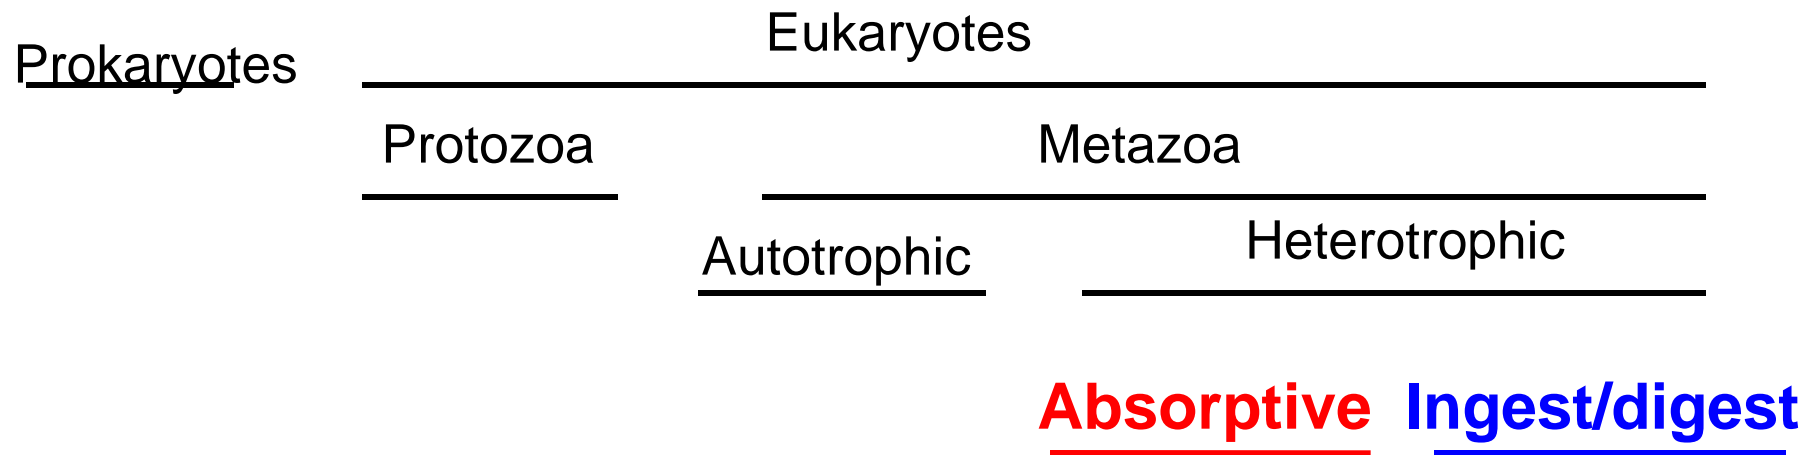 Eukaryotes
Prokaryotes
Protozoa Metazoa
Autotrophic Heterotrophic
Absorptive Ingest/digest